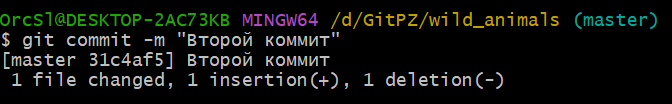 OrcSl@DESKTOP-2AC73KB MINGW64 /d/GitPZ/wild_animals (master)
$ git commit -m "Второй коммит"
[master 31c4af5] Второй коммит
 1 file changed, 1 insertion(+), 1 deletion(-)